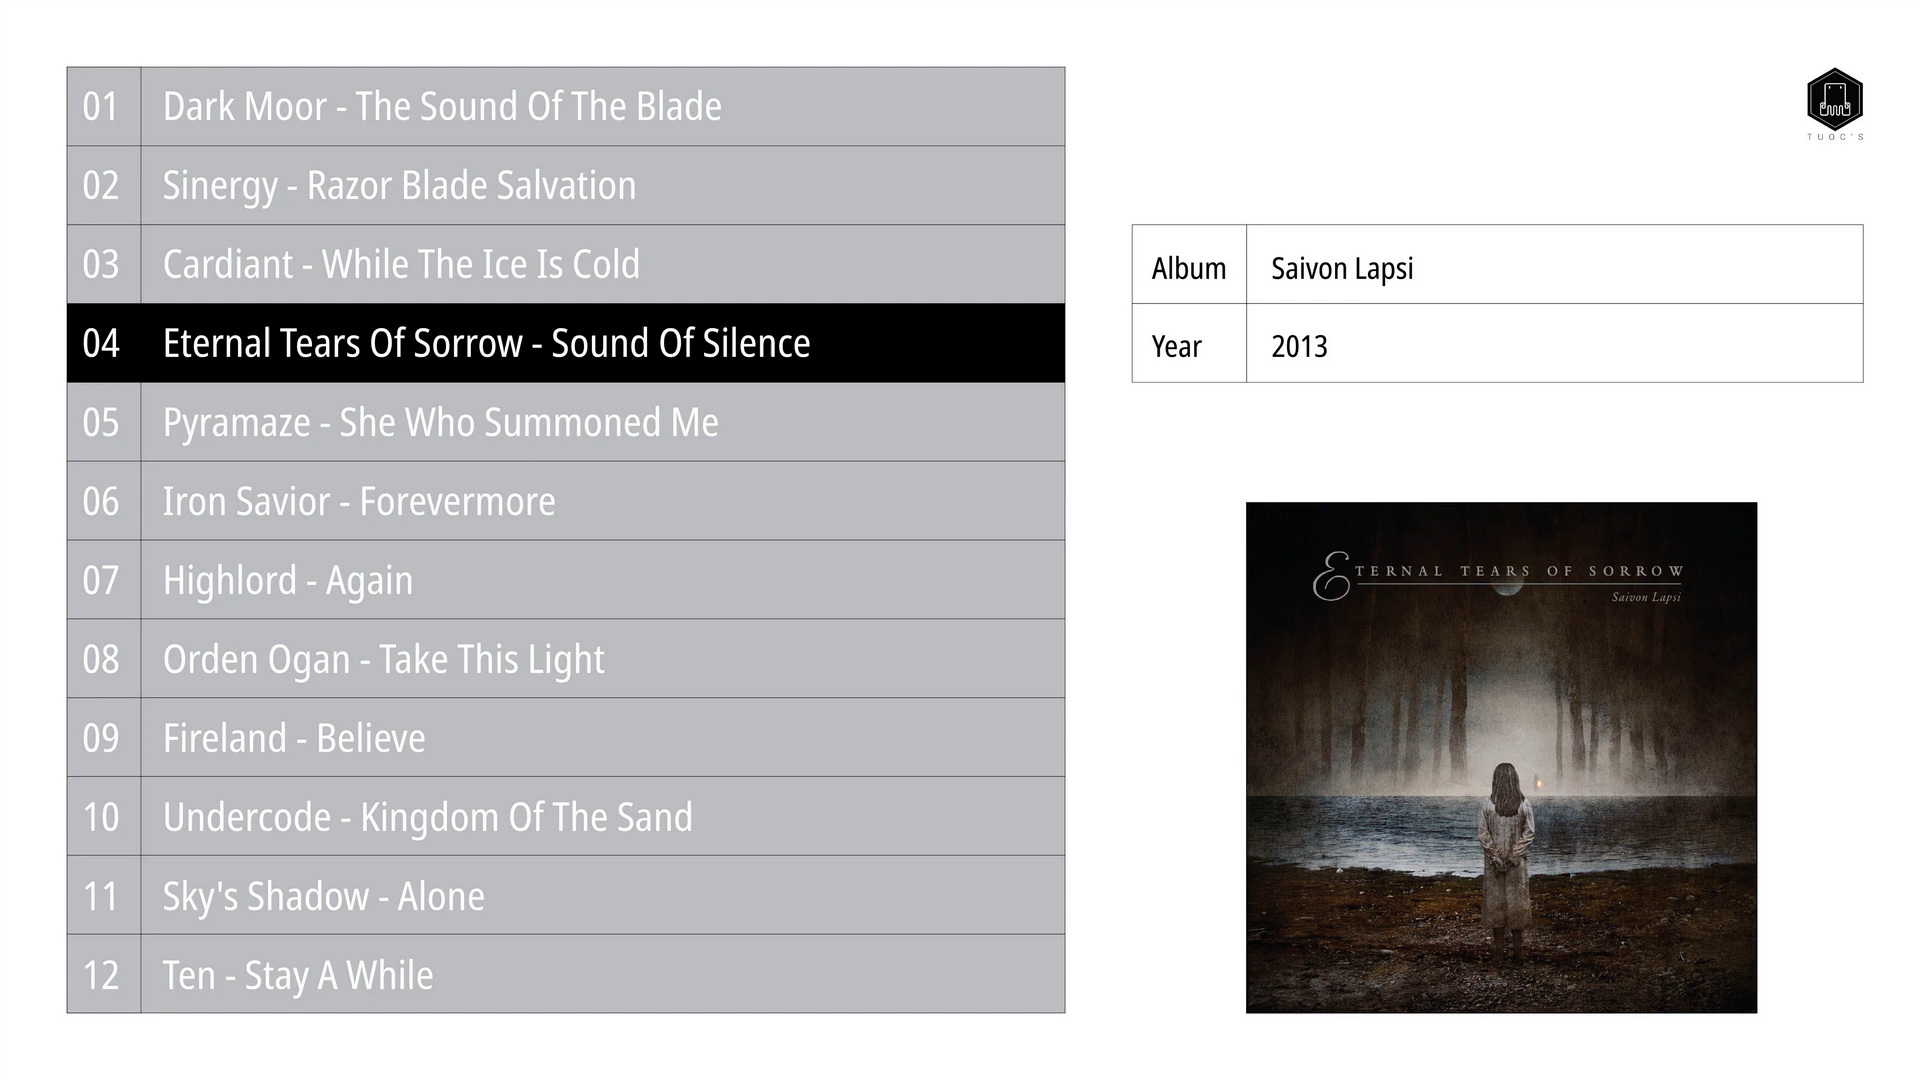 01 Dark Moor - The Sound Of The Blade
02 Sinergy - Razor Blade Salvation
03 Cardiant - While The Ice Is Cold
04 Eternal Tears Of Sorrow - Sound Of Silence
05 Pyramaze - She Who Summoned Me
06 Iron Savior - Forevermore
07 Highlord - Again
08 Orden Ogan - Take This Light
09 Fireland - Believe
10 Undercode - Kingdom Of The Sand
11 Sky's Shadow - Alone
12 Ten - Stay A While
TUOC'S
Album Saivon Lapsi
Year 2013
ETERNAL TEARS OF SORROW
Saivon Lapsi